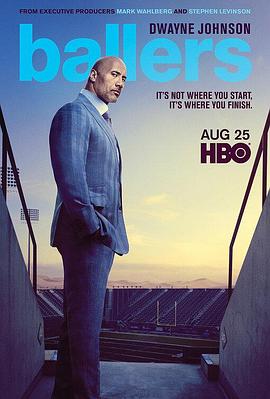 FROM EXECUTIVE PRODUCERS MARK WAHLBERG AND STEPHEN LEVINSON
DWAYNE JOHNSON
ballers
IT'S NOT WHERE YOU START,
IT'S WHERE YOU FINISH.
AUG 25
HBO